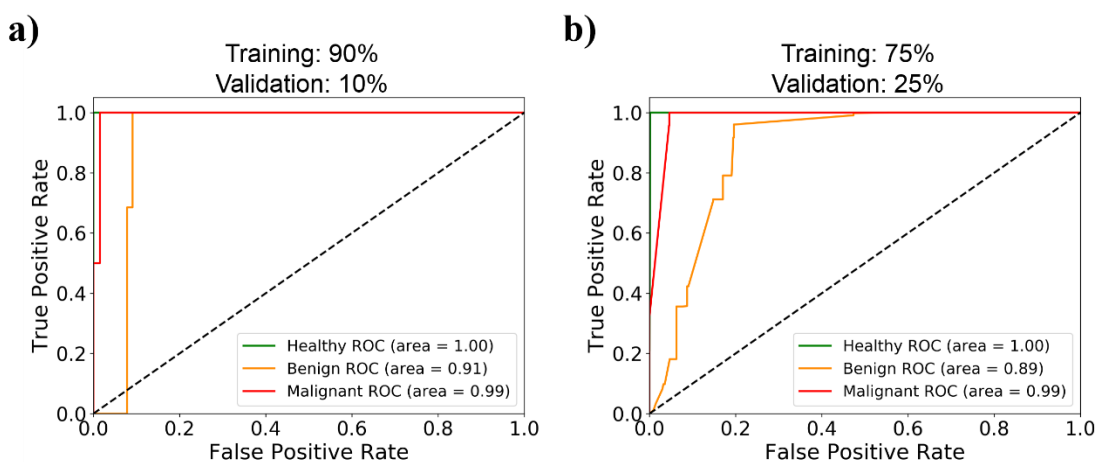 a)
Training: 90%
Validation: 10%
True Positive Rate
1.0
0.8
0.6
0.4
0.2
0.0
Healthy ROC (area = 1.00)
Benign ROC (area = 0.91)
Malignant ROC (area = 0.99)
0.0 0.2 0.4 0.6 0.8 1.0
False Positive Rate
b)
Training: 75%
Validation: 25%
True Positive Rate
1.0
0.8
0.6
0.4
0.2
0.0
Healthy ROC (area = 1.00)
Benign ROC (area = 0.89)
Malignant ROC (area = 0.99)
0.0 0.2 0.4 0.6 0.8 1.0
False Positive Rate